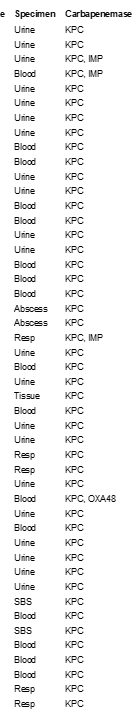 e Specimen Carbapenemase
Urine KPC
Urine KPC
Urine KPC, IMP
Blood KPC, IMP
Urine KPC
Urine KPC
Urine KPC
Urine KPC
Blood KPC
Blood KPC
Urine KPC
Urine KPC
Blood KPC
Blood KPC
Urine KPC
Urine KPC
Blood KPC
Blood KPC
Blood KPC
Abscess KPC
Abscess KPC
Resp KPC, IMP
Urine KPC
Blood KPC
Urine KPC
Tissue KPC
Blood KPC
Urine KPC
Urine KPC
Resp KPC
Resp KPC
Urine KPC
Blood KPC, OXA48
Urine KPC
Blood KPC
Urine KPC
Urine KPC
Urine KPC
Urine KPC
SBS KPC
Blood KPC
SBS KPC
Blood KPC
Blood KPC
Blood KPC
Resp KPC
Resp KPC